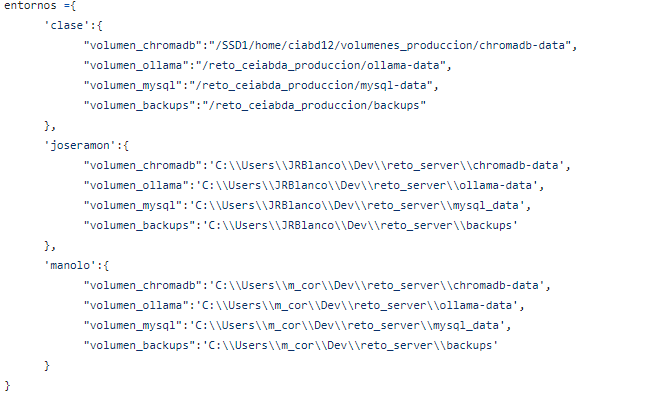 entornos ={
'clase':{
"volumen_chromadb":"/SSD1/home/ciabd12/volumenes_produccion/chromadb-data",
"volumen_ollama":"/reto_ceiabda_produccion/ollama-data",
"volumen_mysql":"/reto_ceiabda_produccion/mysql-data",
"volumen_backups":"/reto_ceiabda_produccion/backups"
},
'joseramon':{
"volumen_chromadb":'C:\\Users\\JRBlanco\\Dev\\reto_server\\chromadb-data',
"volumen_ollama":'C:\\Users\\JRBlanco\\Dev\\reto_server\\ollama-data',
"volumen_mysql":'C:\\Users\\JRBlanco\\Dev\\reto_server\\mysql_data',
"volumen_backups":'C:\\Users\\JRBlanco\\Dev\\reto_server\\backups'
},
'manolo':{
"volumen_chromadb":'C:\\Users\\m_cor\\Dev\\reto_server\\chromadb-data',
"volumen_ollama":'C:\\Users\\m_cor\\Dev\\reto_server\\ollama-data',
"volumen_mysql":'C:\\Users\\m_cor\\Dev\\reto_server\\mysql_data',
"volumen_backups":'C:\\Users\\m_cor\\Dev\\reto_server\\backups'
}
}